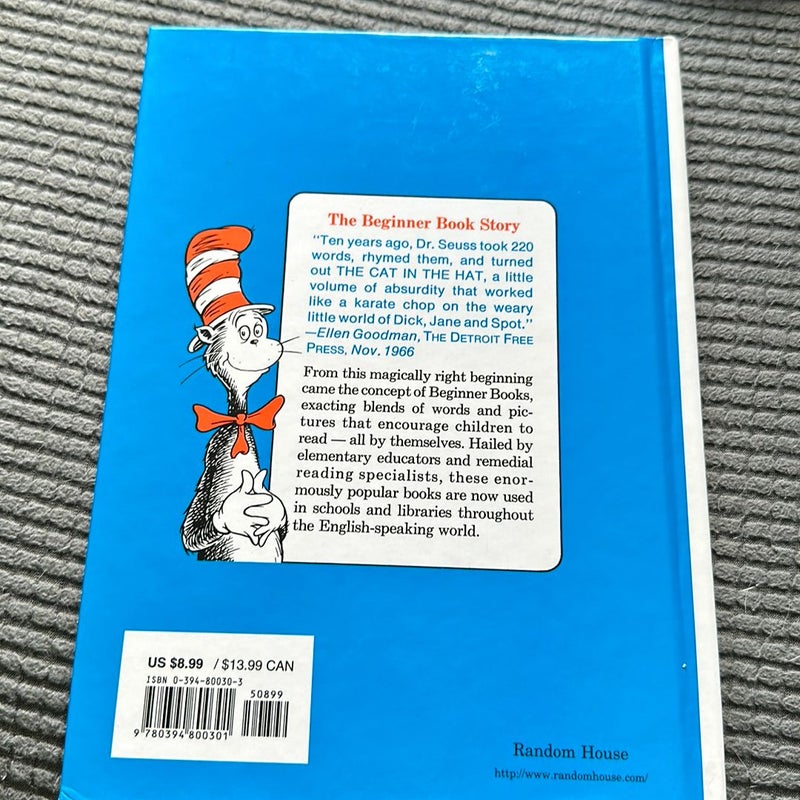 The Beginner Book Story
"Ten years ago, Dr. Seuss took 220
words, rhymed them, and turned
out THE CAT IN THE HAT, a little
volume of absurdity that worked
like a karate chop on the weary
little world of Dick, Jane and Spot."
—Ellen Goodman, THE DETROIT FREE
PRESS, Nov. 1966
From this magically right beginning
came the concept of Beginner Books,
exacting blends of words and pic-
tures that encourage children to
read — all by themselves. Hailed by
elementary educators and remedial
reading specialists, these enor-
mously popular books are now used
in schools and libraries throughout
the English-speaking world.
US $8.99 / $13.99 CAN
ISBN 0-394-80030-3
50899
9 780394 800301
Random House
http://www.randomhouse.com/